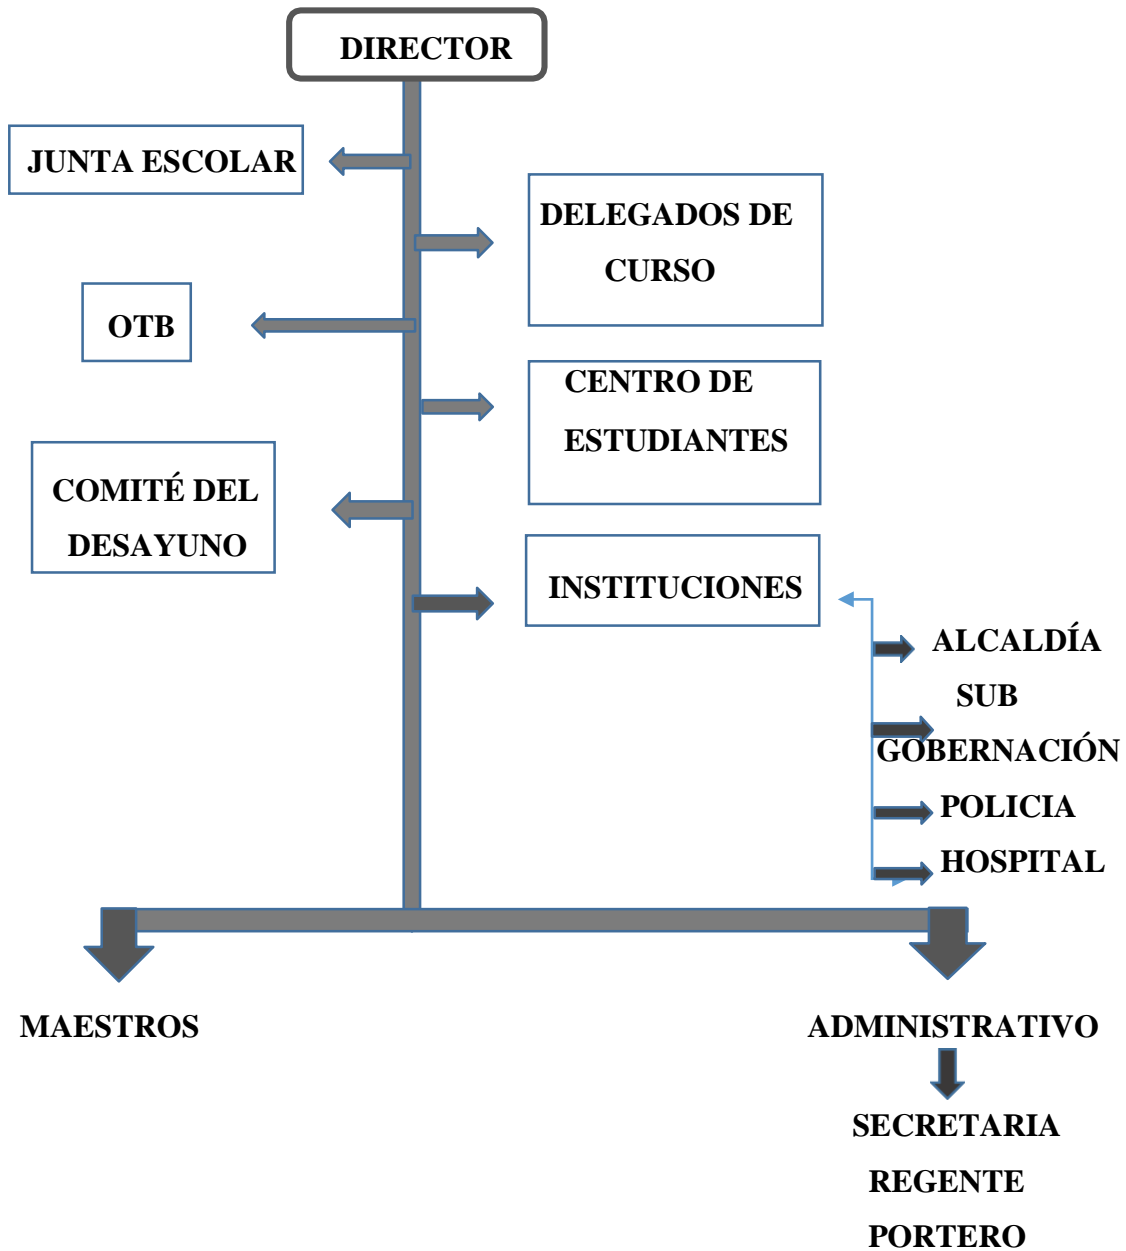 DIRECTOR
JUNTA ESCOLAR
DELEGADOS DE
CURSO
OTB
CENTRO DE
ESTUDIANTES
COMITÉ DEL
DESAYUNO
INSTITUCIONES
ALCALDÍA
SUB
GOBERNACIÓN
POLICIA
HOSPITAL
MAESTROS
ADMINISTRATIVO
SECRETARIA
REGENTE
PORTERO